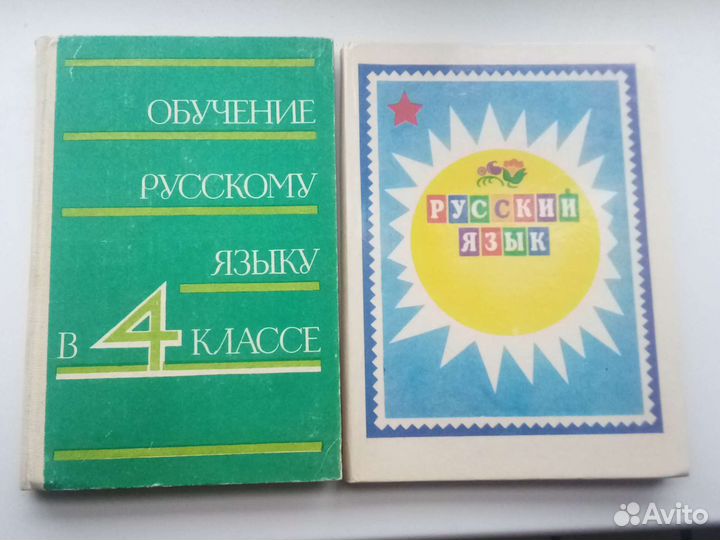 ОБУЧЕНИЕ
РУССКОМУ
ЯЗЫКУ
В 4 КЛАССЕ
РУССКИЙ
ЯЗЫК
Avito